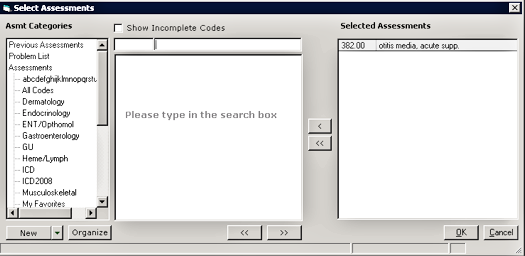 Select Assessments
Asmt Categories
Show Incomplete Codes
Selected Assessments
Previous Assessments
Problem List
Assessments
abcdefghijklmnopqrstu
All Codes
Dermatology
Endocrinology
ENT/Opthomol
Gastroenterology
GU
Heme/Lymph
ICD
ICD2008
Musculoskeletal
My Favorites
Please type in the search box
382.00 otitis media, acute supp.
<
<<
New
Organize
<<
>>
OK
Cancel